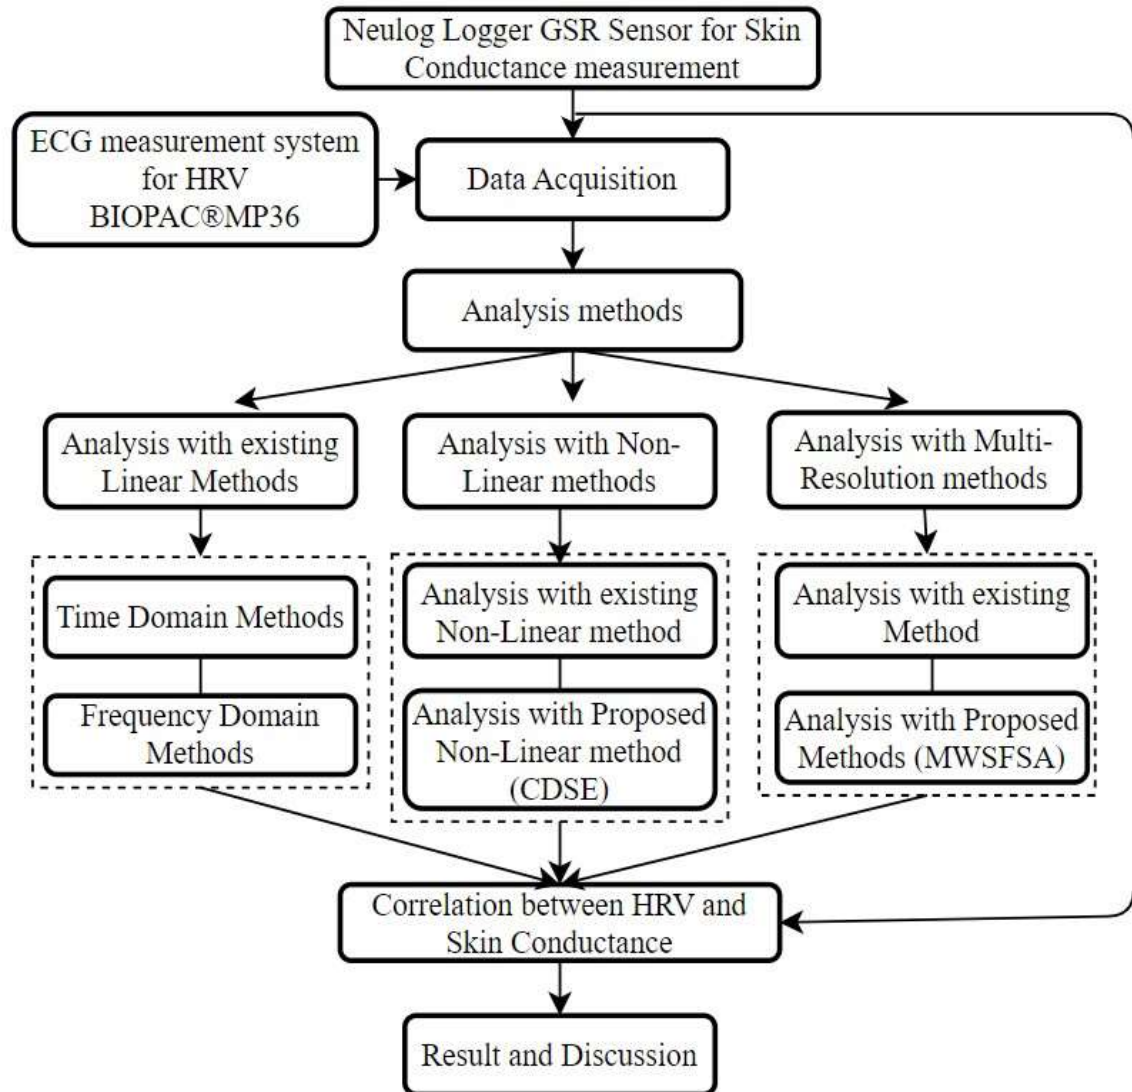 Neulog Logger GSR Sensor for Skin
Conductance measurement
ECG measurement system
for HRV
BIOPAC®MP36
Data Acquisition
Analysis methods
Analysis with existing
Linear Methods
Analysis with Non-
Linear methods
Analysis with Multi-
Resolution methods
Time Domain Methods
Frequency Domain
Methods
Analysis with existing
Non-Linear method
Analysis with Proposed
Non-Linear method
(CDSE)
Analysis with existing
Method
Analysis with Proposed
Methods (MWSFSA)
Correlation between HRV and
Skin Conductance
Result and Discussion